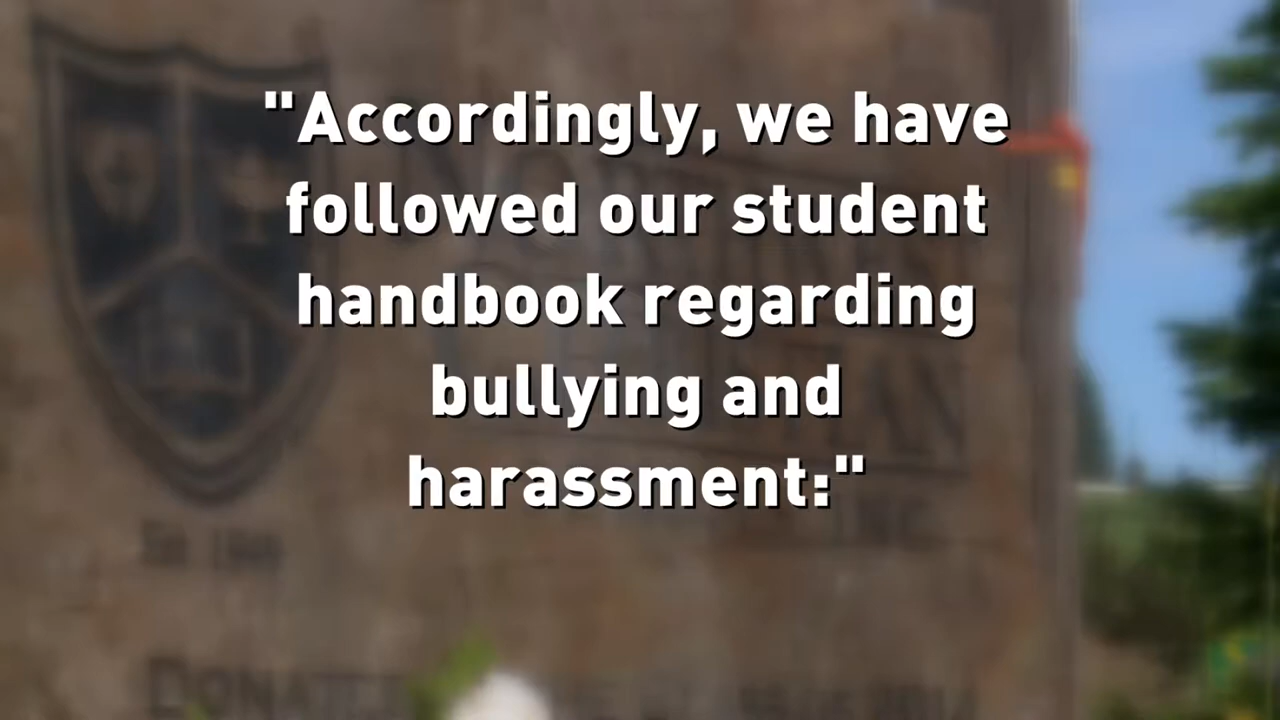 "Accordingly, we have
followed our student
handbook regarding
bullying and
harassment:"